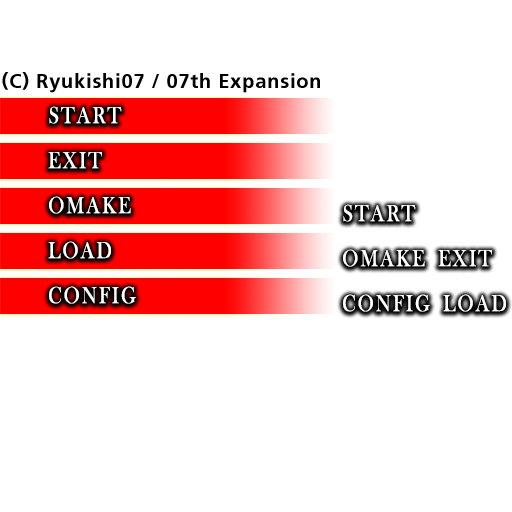 (C) Ryukishi07 / 07th Expansion
START
EXIT
OMAKE
LOAD
CONFIG
START
OMAKE EXIT
CONFIG LOAD